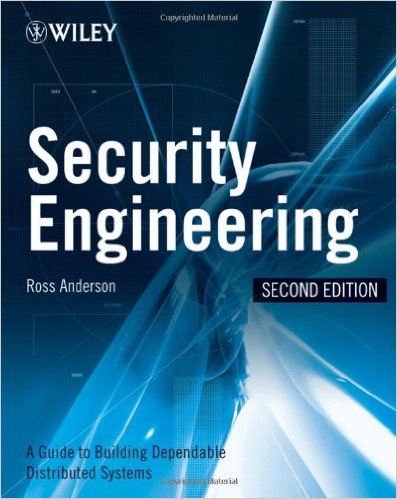 WILEY
Security
Engineering
Ross Anderson
SECOND EDITION
A Guide to Building Dependable
Distributed Systems